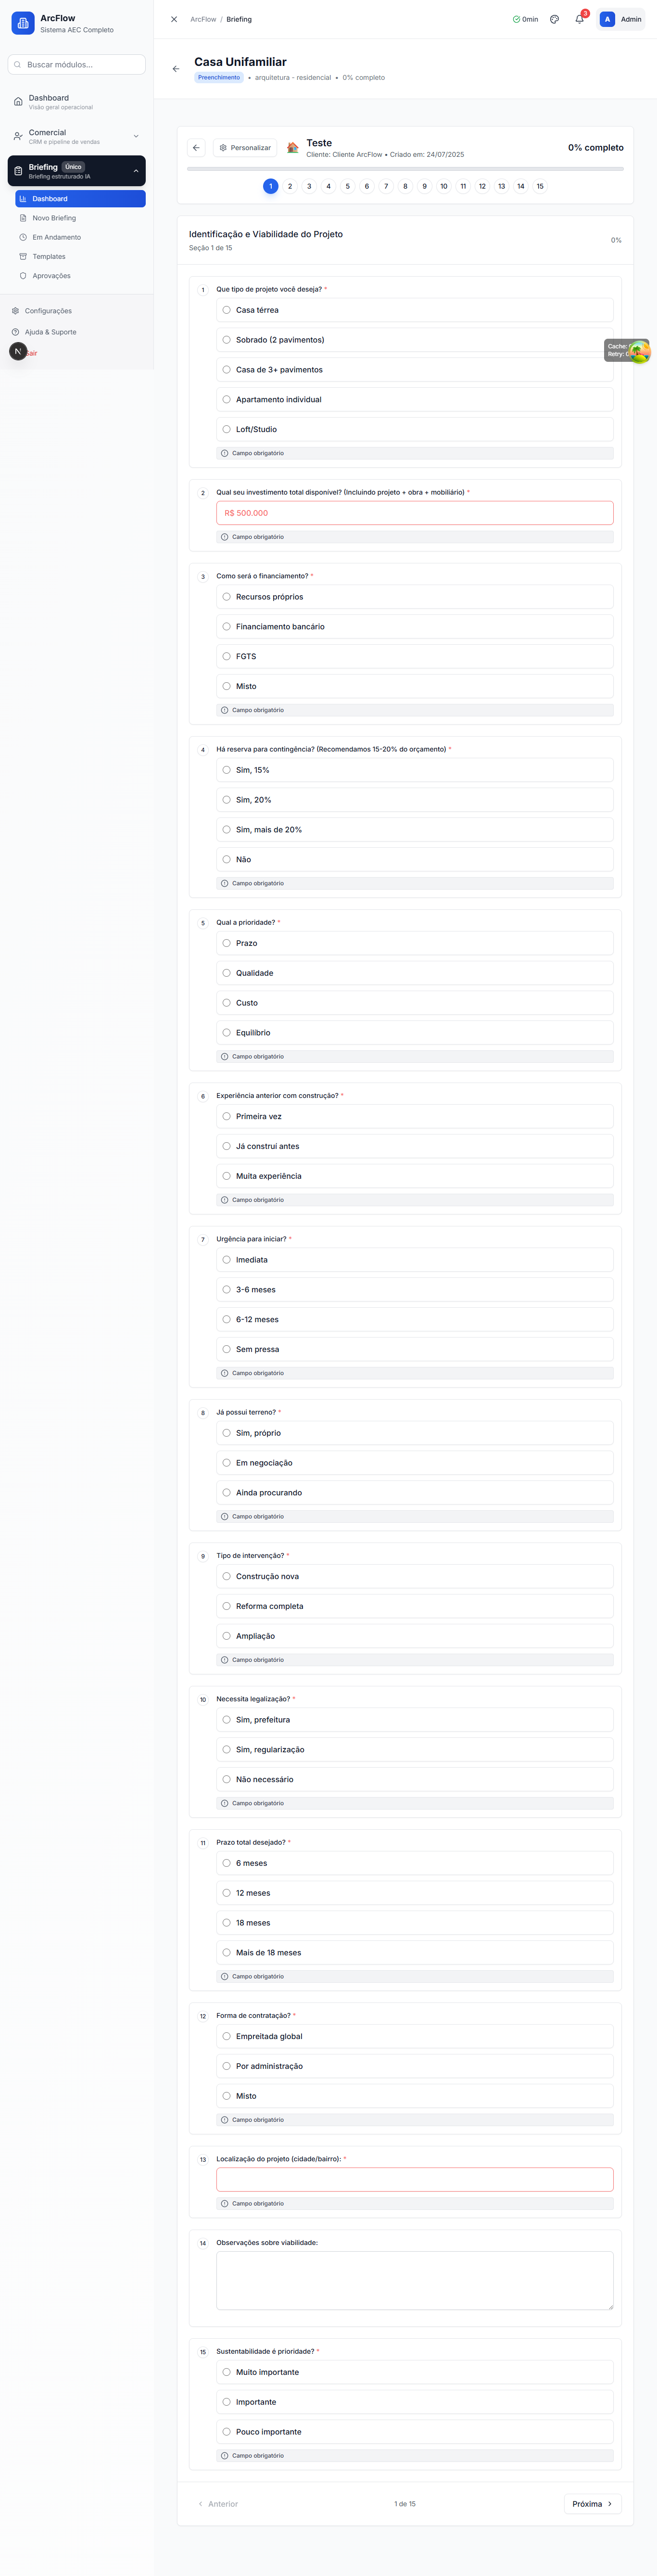 ArcFlow
Sistema AEC Completo
Buscar módulos...
Dashboard
Visão geral operacional
Comercial
CRM e pipeline de vendas
Briefing Único
Briefing estruturado IA
Dashboard
Novo Briefing
Em Andamento
Templates
Aprovações
Configurações
Ajuda & Suporte
N
ArcFlow / Briefing
0min
3
A Admin
Casa Unifamiliar
Preenchimento • arquitetura - residencial • 0% completo
Personalizar
Teste
Cliente: Cliente ArcFlow • Criado em: 24/07/2025
0% completo
1 2 3 4 5 6 7 8 9 10 11 12 13 14 15
Identificação e Viabilidade do Projeto
Seção 1 de 15
0%
Cache:
Retry:
1 Que tipo de projeto você deseja? *
Casa térrea
Sobrado (2 pavimentos)
Casa de 3+ pavimentos
Apartamento individual
Loft/Studio
Campo obrigatório
2 Qual seu investimento total disponível? (Incluindo projeto + obra + mobiliário) *
R$ 500.000
Campo obrigatório
3 Como será o financiamento? *
Recursos próprios
Financiamento bancário
FGTS
Misto
Campo obrigatório
4 Há reserva para contingência? (Recomendamos 15-20% do orçamento) *
Sim, 15%
Sim, 20%
Sim, mais de 20%
Não
Campo obrigatório
5 Qual a prioridade? *
Prazo
Qualidade
Custo
Equilíbrio
Campo obrigatório
6 Experiência anterior com construção? *
Primeira vez
Já construí antes
Muita experiência
Campo obrigatório
7 Urgência para iniciar? *
Imediata
3-6 meses
6-12 meses
Sem pressa
Campo obrigatório
8 Já possui terreno? *
Sim, próprio
Em negociação
Ainda procurando
Campo obrigatório
9 Tipo de intervenção? *
Construção nova
Reforma completa
Ampliação
Campo obrigatório
10 Necessita legalização? *
Sim, prefeitura
Sim, regularização
Não necessário
Campo obrigatório
11 Prazo total desejado? *
6 meses
12 meses
18 meses
Mais de 18 meses
Campo obrigatório
12 Forma de contratação? *
Empreitada global
Por administração
Misto
Campo obrigatório
13 Localização do projeto (cidade/bairro): *
Campo obrigatório
14 Observações sobre viabilidade:
15 Sustentabilidade é prioridade? *
Muito importante
Importante
Pouco importante
Campo obrigatório
Anterior
1 de 15
Próxima